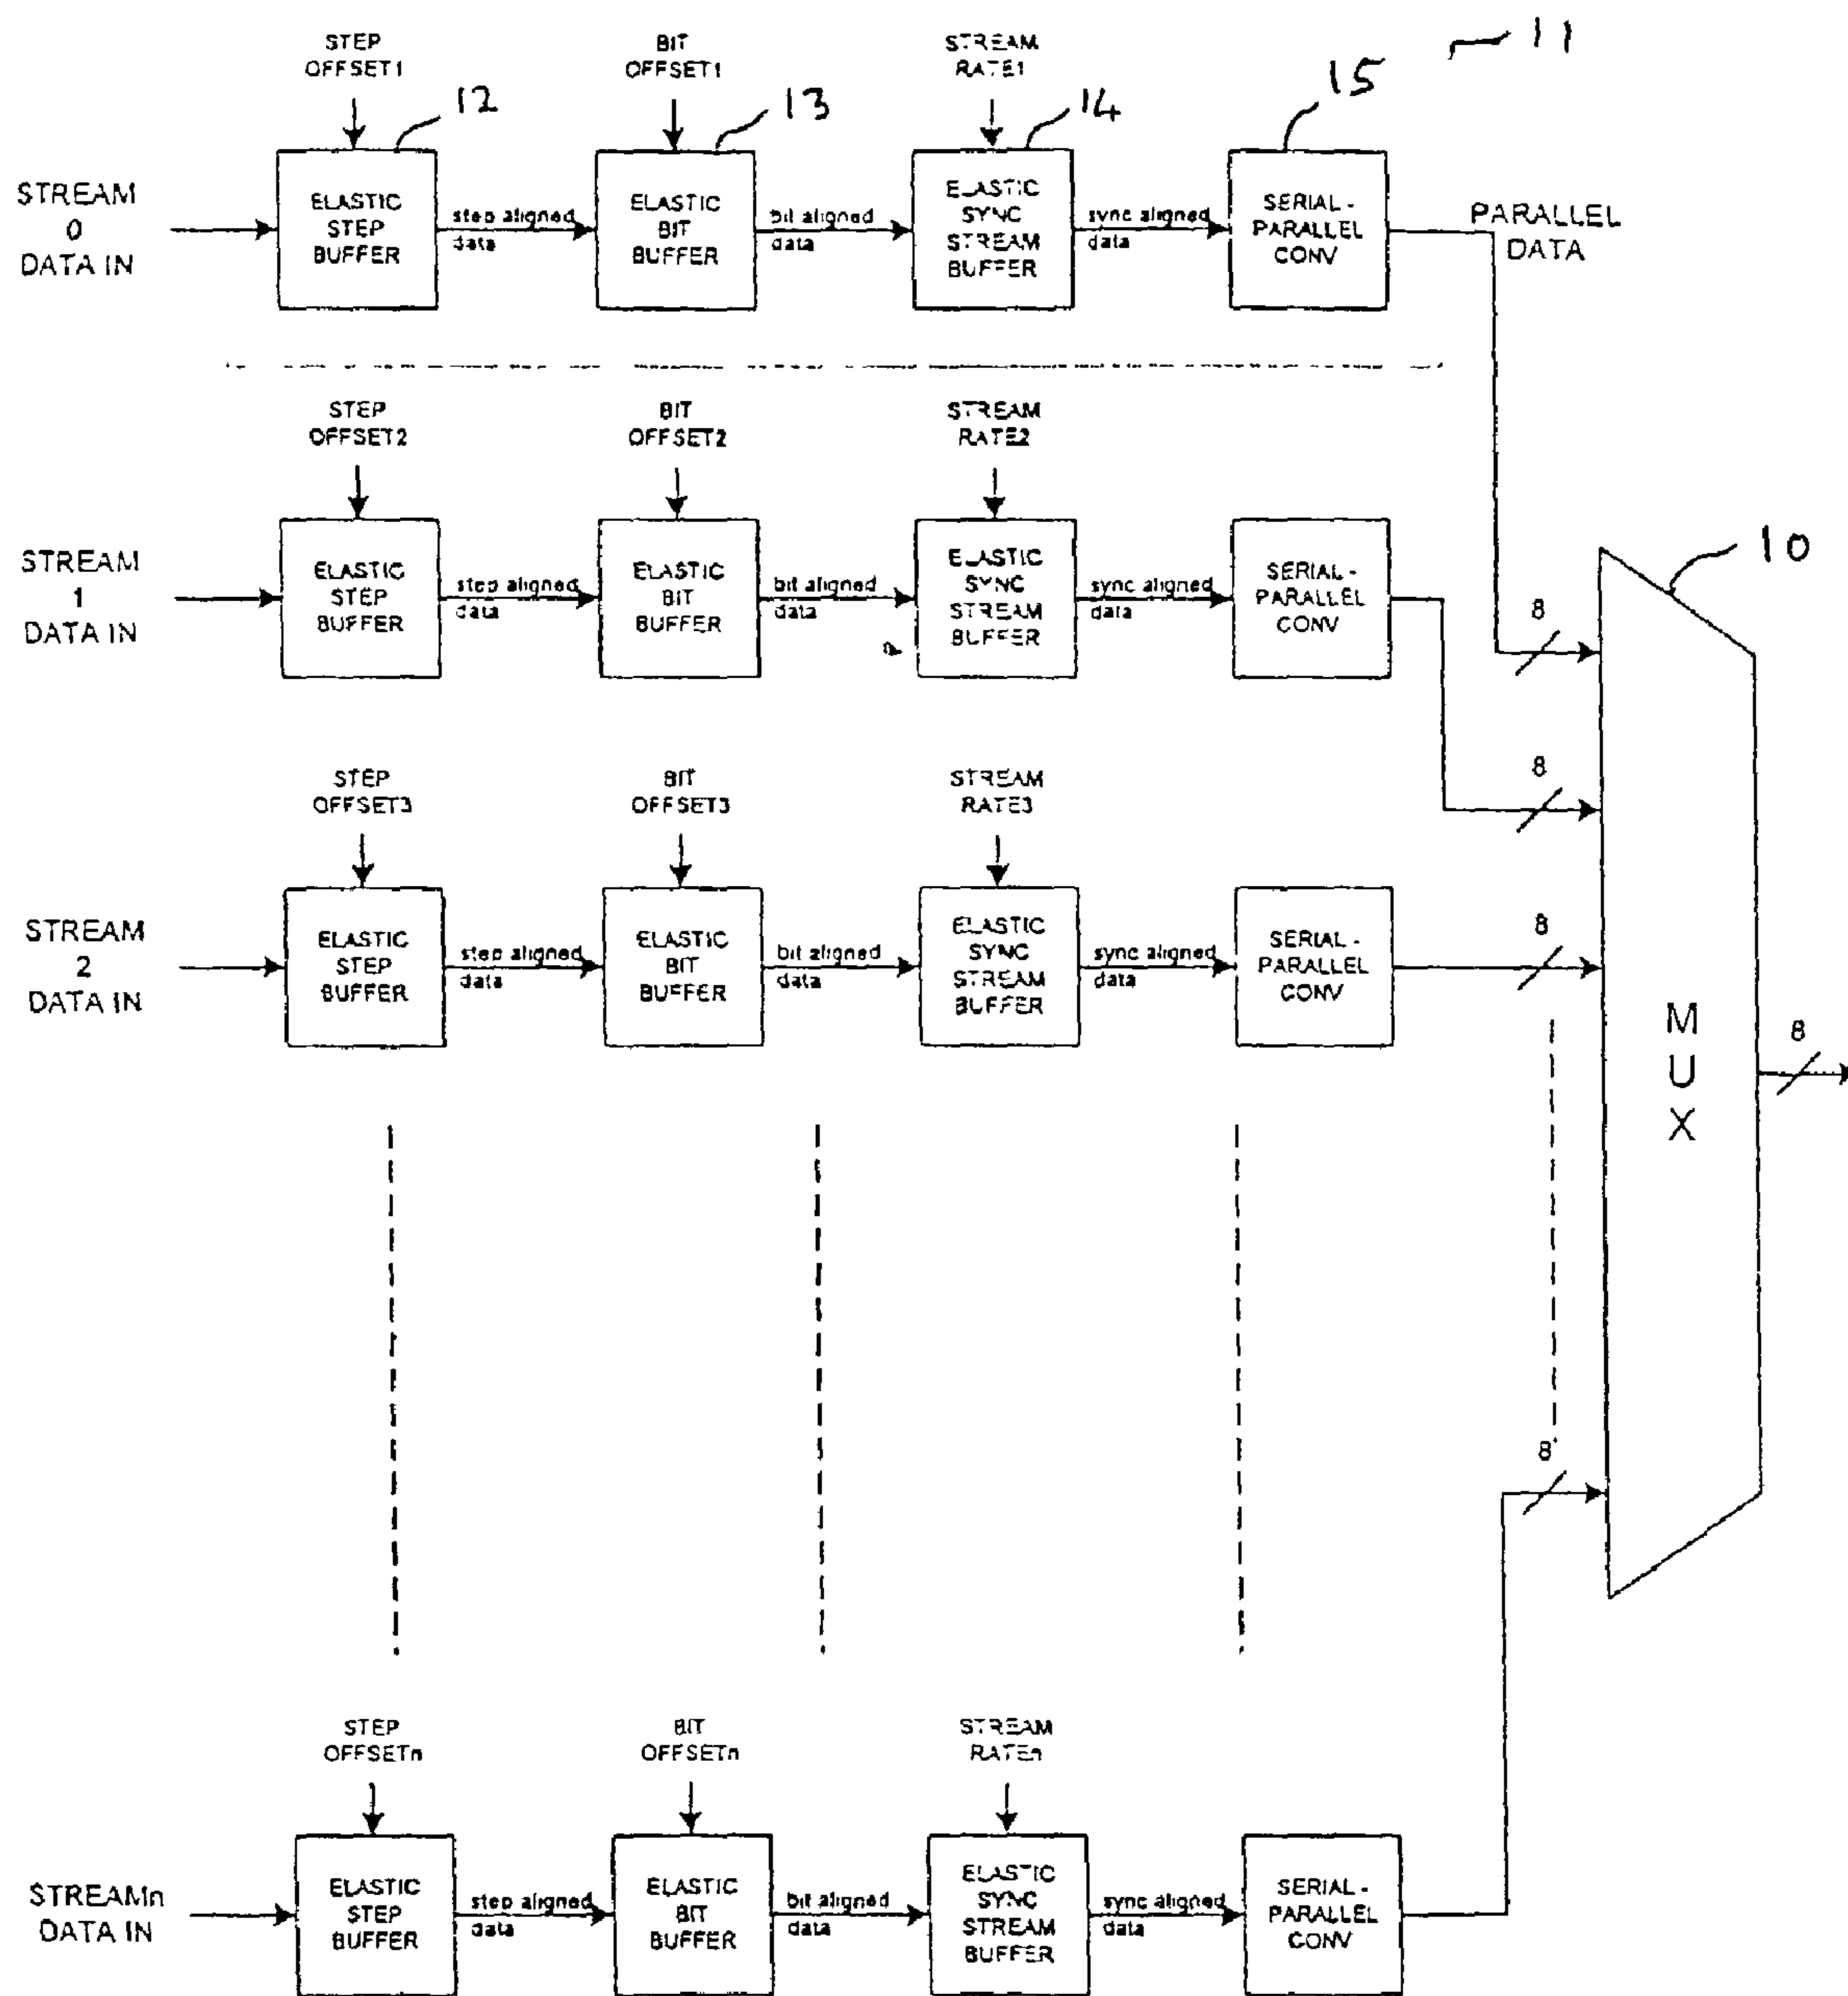 11
STEP
OFFSET1
BIT
OFFSET1
STREAM
RATE1
12
13
14
15
STREAM
0
DATA IN
ELASTIC
STEP
BUFFER
step aligned
data
ELASTIC
BIT
BUFFER
bit aligned
data
ELASTIC
SYNC
STREAM
BUFFER
sync aligned
data
SERIAL -
PARALLEL
CONV
PARALLEL
DATA
STEP
OFFSET2
BIT
OFFSET2
STREAM
RATE2
STREAM
1
DATA IN
ELASTIC
STEP
BUFFER
step aligned
data
ELASTIC
BIT
BUFFER
bit aligned
data
ELASTIC
SYNC
STREAM
BUFFER
sync aligned
data
SERIAL -
PARALLEL
CONV
10
8
8
STEP
OFFSET3
BIT
OFFSET3
STREAM
RATE3
STREAM
2
DATA IN
ELASTIC
STEP
BUFFER
step aligned
data
ELASTIC
BIT
BUFFER
bit aligned
data
ELASTIC
SYNC
STREAM
BUFFER
sync aligned
data
SERIAL -
PARALLEL
CONV
8
M
U
X
8
8
STEP
OFFSETn
BIT
OFFSETn
STREAM
RATEn
STREAMn
DATA IN
ELASTIC
STEP
BUFFER
step aligned
data
ELASTIC
BIT
BUFFER
bit aligned
data
ELASTIC
SYNC
STREAM
BUFFER
sync aligned
data
SERIAL -
PARALLEL
CONV